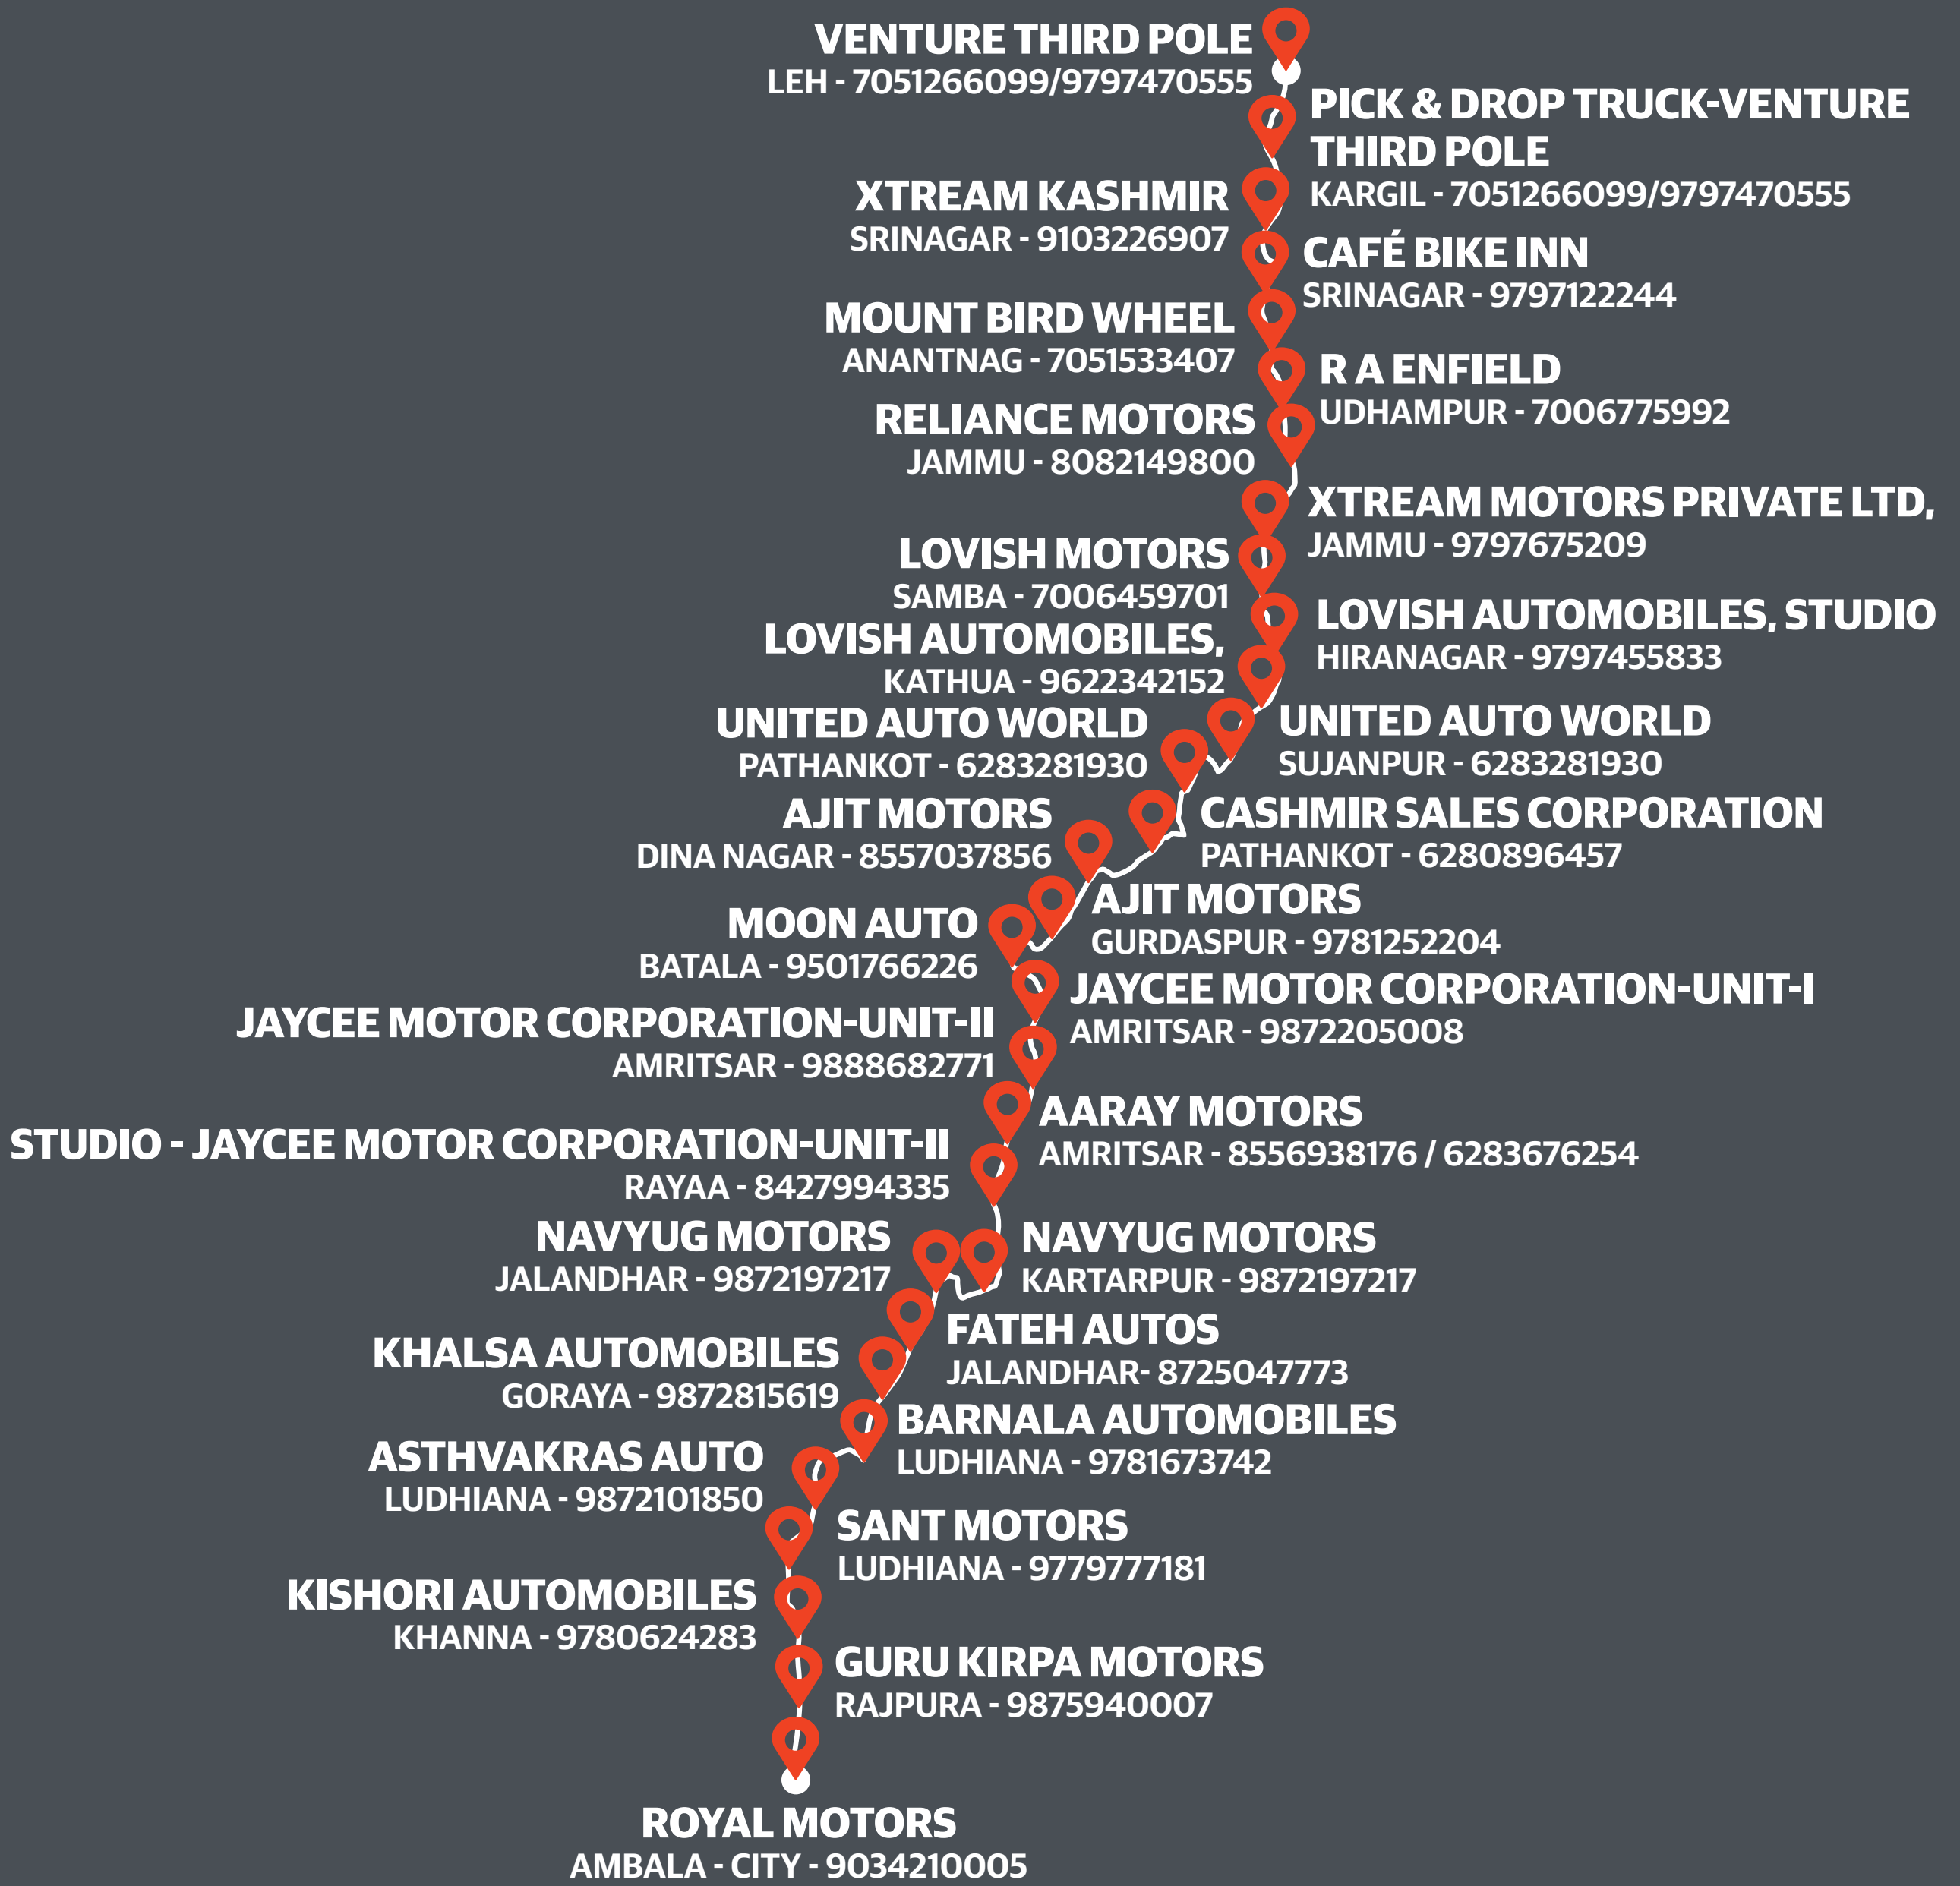 VENTURE THIRD POLE
LEH - 7051266099/9797470555
PICK & DROP TRUCK-VENTURE
THIRD POLE
KARGIL - 7051266099/9797470555
XTREAM KASHMIR
SRINAGAR - 9103226907
CAFÉ BIKE INN
SRINAGAR - 9797122244
MOUNT BIRD WHEEL
ANANTNAG - 7051533407
R A ENFIELD
UDHAMPUR - 7006775992
RELIANCE MOTORS
JAMMU - 8082149800
XTREAM MOTORS PRIVATE LTD,
JAMMU - 9797675209
LOVISH MOTORS
SAMBA - 7006459701
LOVISH AUTOMOBILES, STUDIO
HIRANAGAR - 9797455833
LOVISH AUTOMOBILES,
KATHUA - 9622342152
UNITED AUTO WORLD
SUJANPUR - 6283281930
UNITED AUTO WORLD
PATHANKOT - 6283281930
CASHMIR SALES CORPORATION
PATHANKOT - 6280896457
AJIT MOTORS
DINA NAGAR - 8557037856
AJIT MOTORS
GURDASPUR - 9781252204
MOON AUTO
BATALA - 9501766226
JAYCEE MOTOR CORPORATION-UNIT-I
AMRITSAR - 9872205008
JAYCEE MOTOR CORPORATION-UNIT-II
AMRITSAR - 9888682771
AARAY MOTORS
AMRITSAR - 8556938176 / 6283676254
STUDIO - JAYCEE MOTOR CORPORATION-UNIT-II
RAYAA - 8427994335
NAVYUG MOTORS
KARTARPUR - 9872197217
NAVYUG MOTORS
JALANDHAR - 9872197217
FATEH AUTOS
JALANDHAR- 8725047773
KHALSA AUTOMOBILES
GORAYA - 9872815619
BARNALA AUTOMOBILES
LUDHIANA - 9781673742
ASTHVAKRAS AUTO
LUDHIANA - 9872101850
SANT MOTORS
LUDHIANA - 9779777181
KISHORI AUTOMOBILES
KHANNA - 9780624283
GURU KIRPA MOTORS
RAJPURA - 9875940007
ROYAL MOTORS
AMBALA - CITY - 9034210005